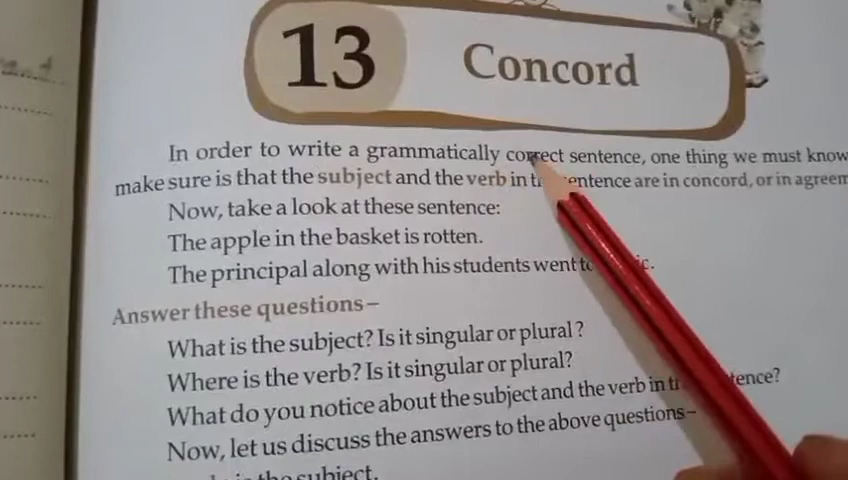 13 Concord
In order to write a grammatically correct sentence, one thing we must know
make sure is that the subject and the verb in sentence are in concord, or in
Now, take a look at these sentence:
The apple in the basket is rotten.
The principal along with his students went
Answer these questions–
What is the subject? Is it singular or plural?
Where is the verb? Is it singular or plural?
What do you notice about the subject and the verb in
Now, let us discuss the answers to the above questions–
is the subject.